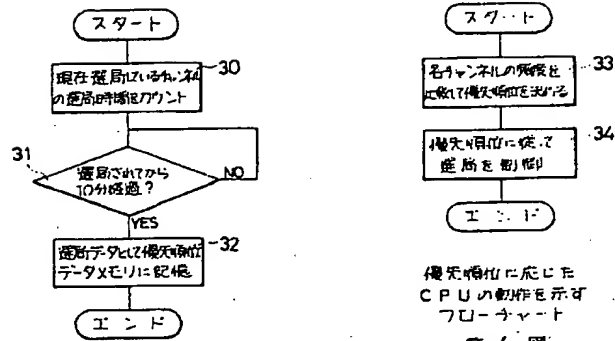 スタート
30
現在選局しているチャンネル
の選局時間をカウント
31
選局されてから
10分経過?
NO
YES
32
選局データとして優先順位
データメモリに記憶
エンド
スタート
33
各チャンネルの頻度を
比較して優先順位を決める
34
優先順位に従って
選局を制御
エンド
優先順位に応じた
CPUの動作を示す
フローチャート